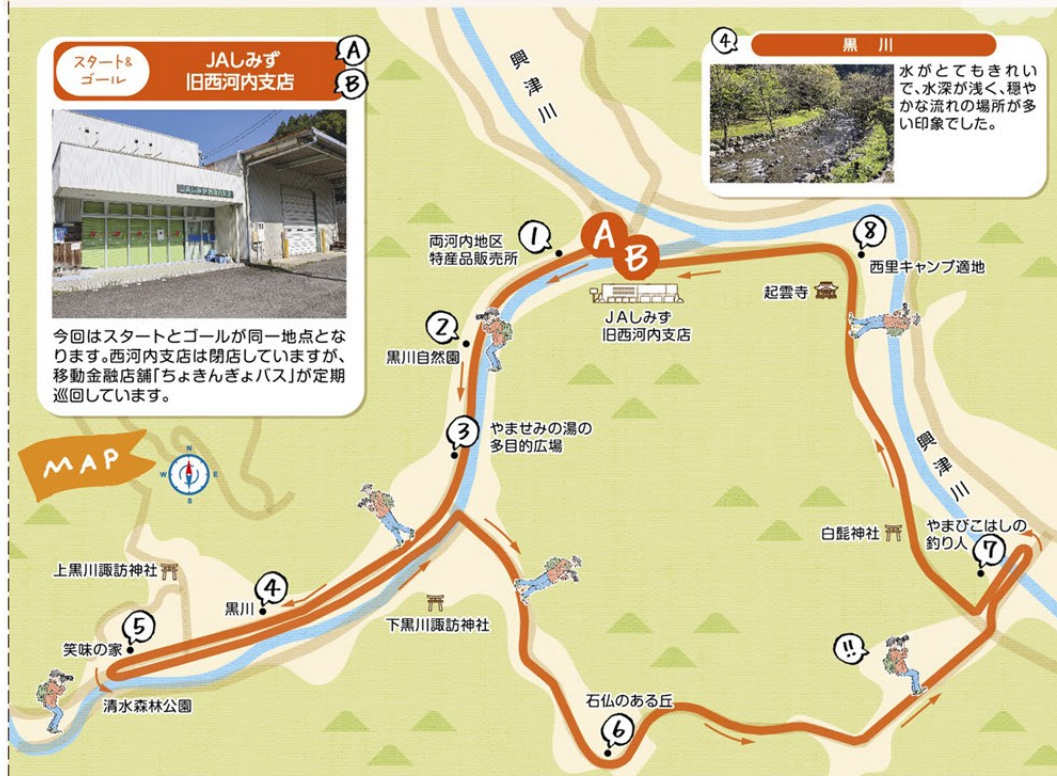 スタート&
ゴール
JAしみず
旧西河内支店
A
B
今回はスタートとゴールが同一地点とな
ります。西河内支店は閉店していますが、
移動金融店舗「ちょきんぎょバス」が定期
巡回しています。
4
黒川
水がとてもきれい
で、水深が浅く、穏や
かな流れの場所が多
い印象でした。
興津川
1
両河内地区
特産品販売所
A
B
JAしみず
旧西河内支店
8
西里キャンプ適地
起雲寺
2
黒川自然園
3
やませみの湯の
多目的広場
MAP
N
W
E
S
興津川
白髭神社
やまびこはしの
釣り人
7
上黒川諏訪神社
4
黒川
下黒川諏訪神社
5
笑味の家
清水森林公園
!!
石仏のある丘
6